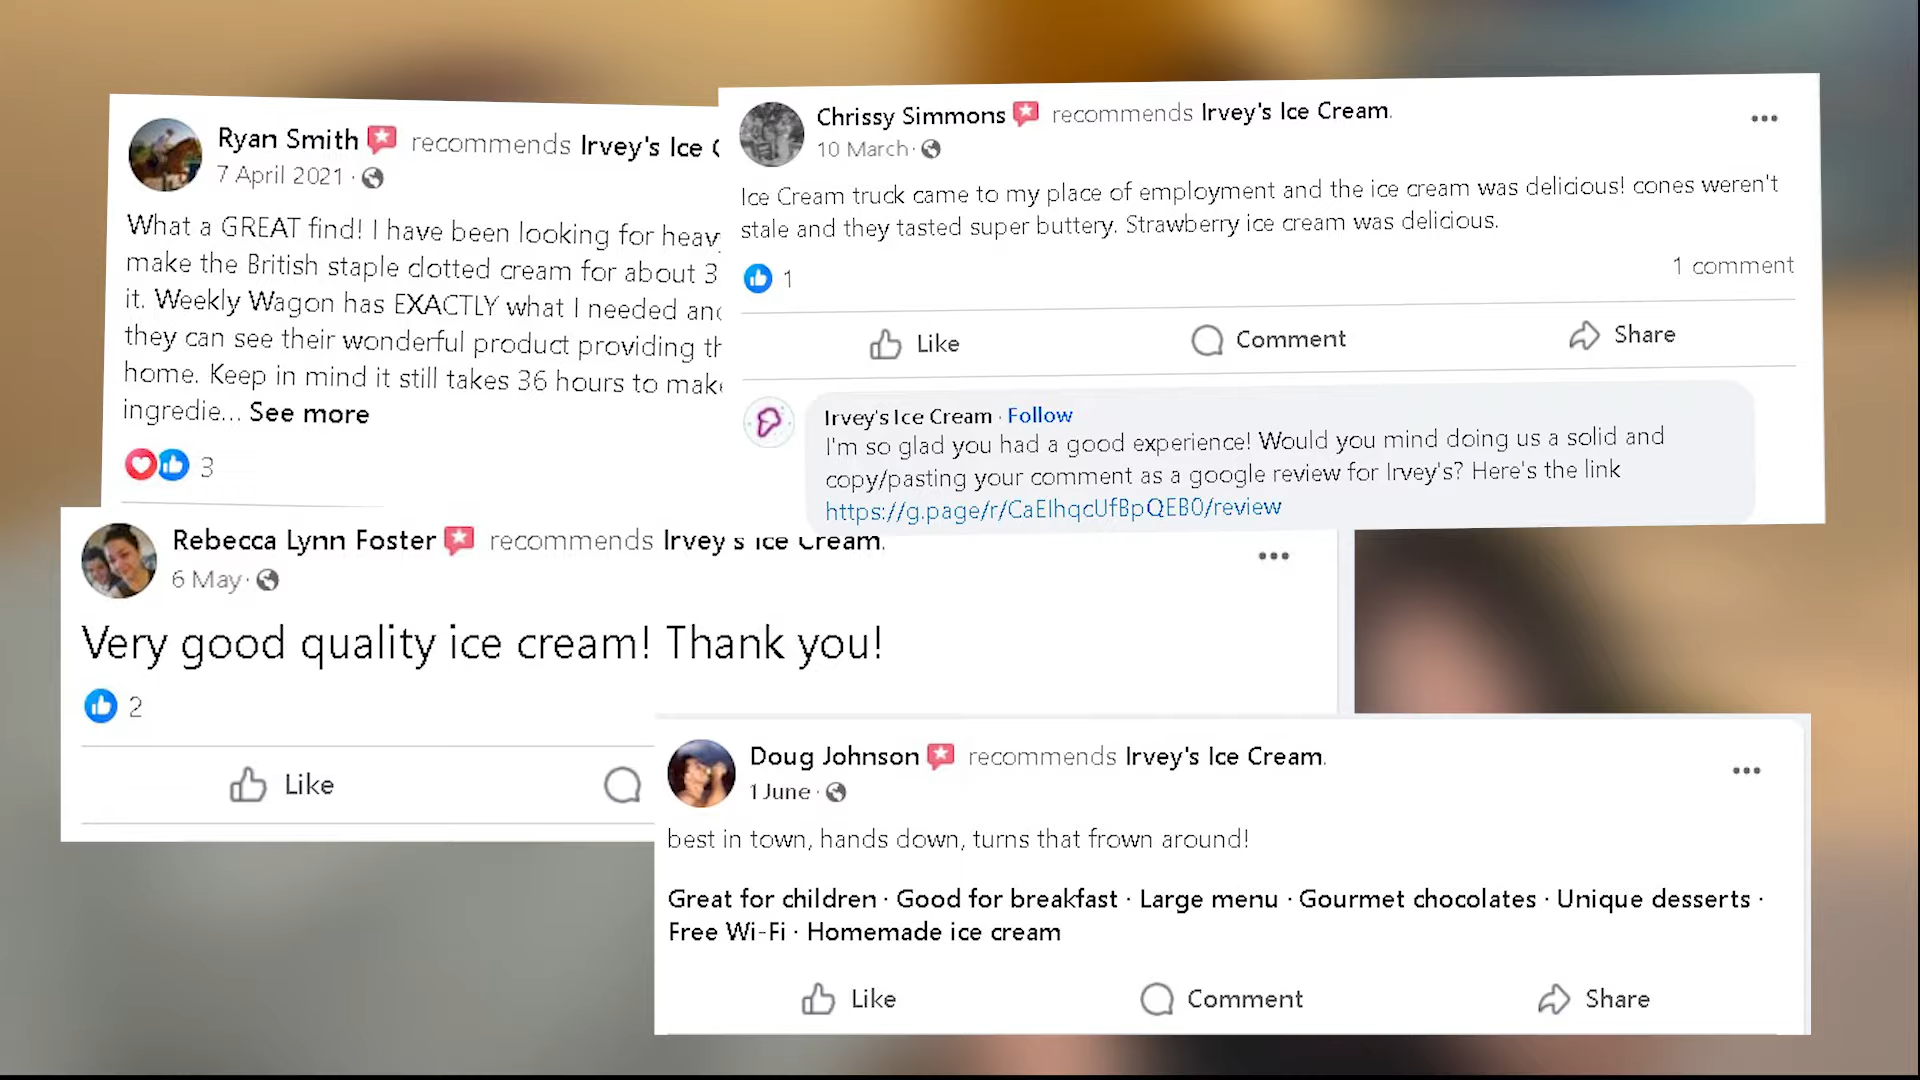 Ryan Smith recommends Irvey's Ice
7 April 2021 ·
What a GREAT find! I have been looking for
make the British staple clotted cream for about 3
it. Weekly Wagon has EXACTLY what I needed
they can see their wonderful product providing
home. Keep in mind it still takes 36 hours to
ingredie... See more
3
Chrissy Simmons recommends Irvey's Ice Cream.
10 March ·
Ice Cream truck came to my place of employment and the ice cream was delicious! cones weren't
stale and they tasted super buttery. Strawberry ice cream was delicious.
1
1 comment
Like Comment Share
Irvey's Ice Cream · Follow
I'm so glad you had a good experience! Would you mind doing us a solid and
copy/pasting your comment as a google review for Irvey's? Here's the link
https://g.page/r/CaEIhqcUfBpQEB0/review
Rebecca Lynn Foster recommends Irvey's Ice Cream.
6 May ·
Very good quality ice cream! Thank you!
2
Like
Doug Johnson recommends Irvey's Ice Cream.
1 June ·
best in town, hands down, turns that frown around!
Great for children · Good for breakfast · Large menu · Gourmet chocolates · Unique desserts ·
Free Wi-Fi · Homemade ice cream
Like Comment Share